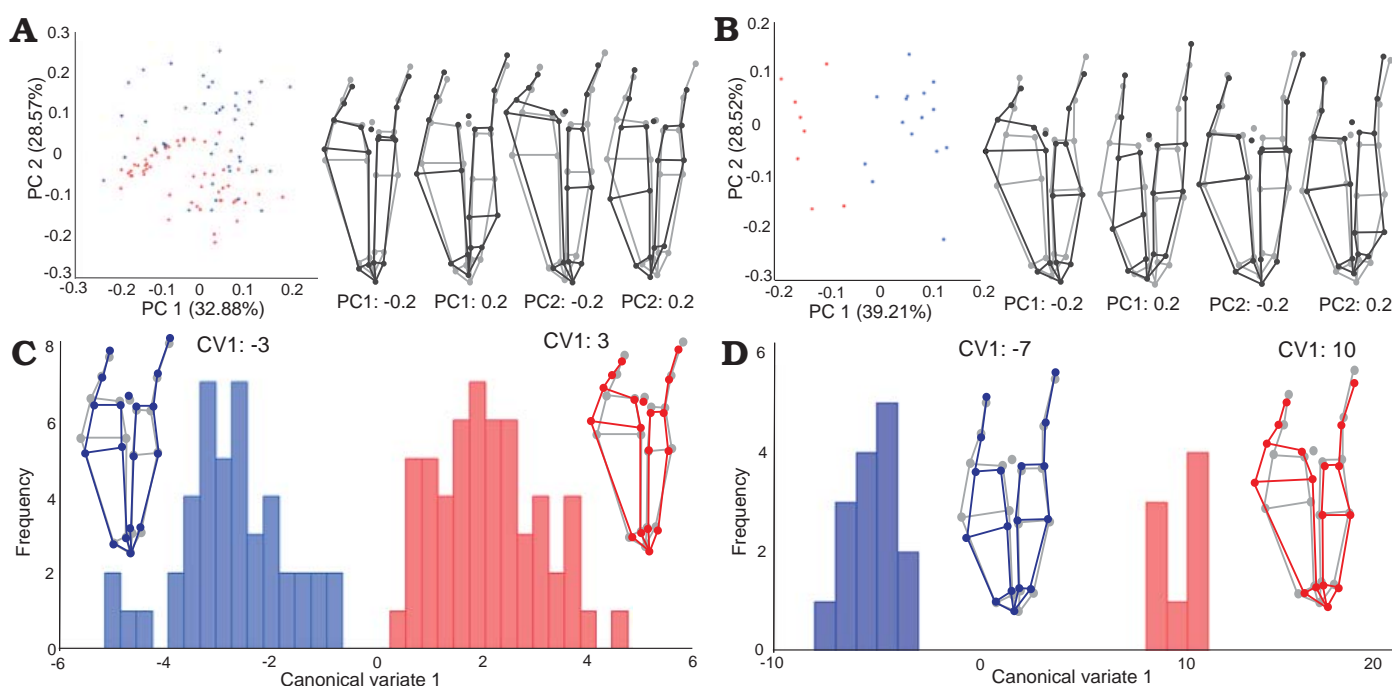 A
0.3
0.2
0.1
0
-0.1
-0.2
-0.3
PC 2 (28.57%)
-0.3 -0.2 -0.1 0 0.1 0.2
PC 1 (32.88%)
PC1: -0.2 PC1: 0.2 PC2: -0.2 PC2: 0.2
B
0.2
0.1
0
-0.1
-0.2
-0.3
PC 2 (28.52%)
-0.3 -0.2 -0.1 0 0.1 0.2
PC 1 (39.21%)
PC1: -0.2 PC1: 0.2 PC2: -0.2 PC2: 0.2
C
CV1: -3 CV1: 3
8
6
4
2
0
Frequency
-6 -4 -2 0 2 4 6
Canonical variate 1
D
CV1: -7 CV1: 10
6
4
2
0
Frequency
-10 0 10 20
Canonical variate 1